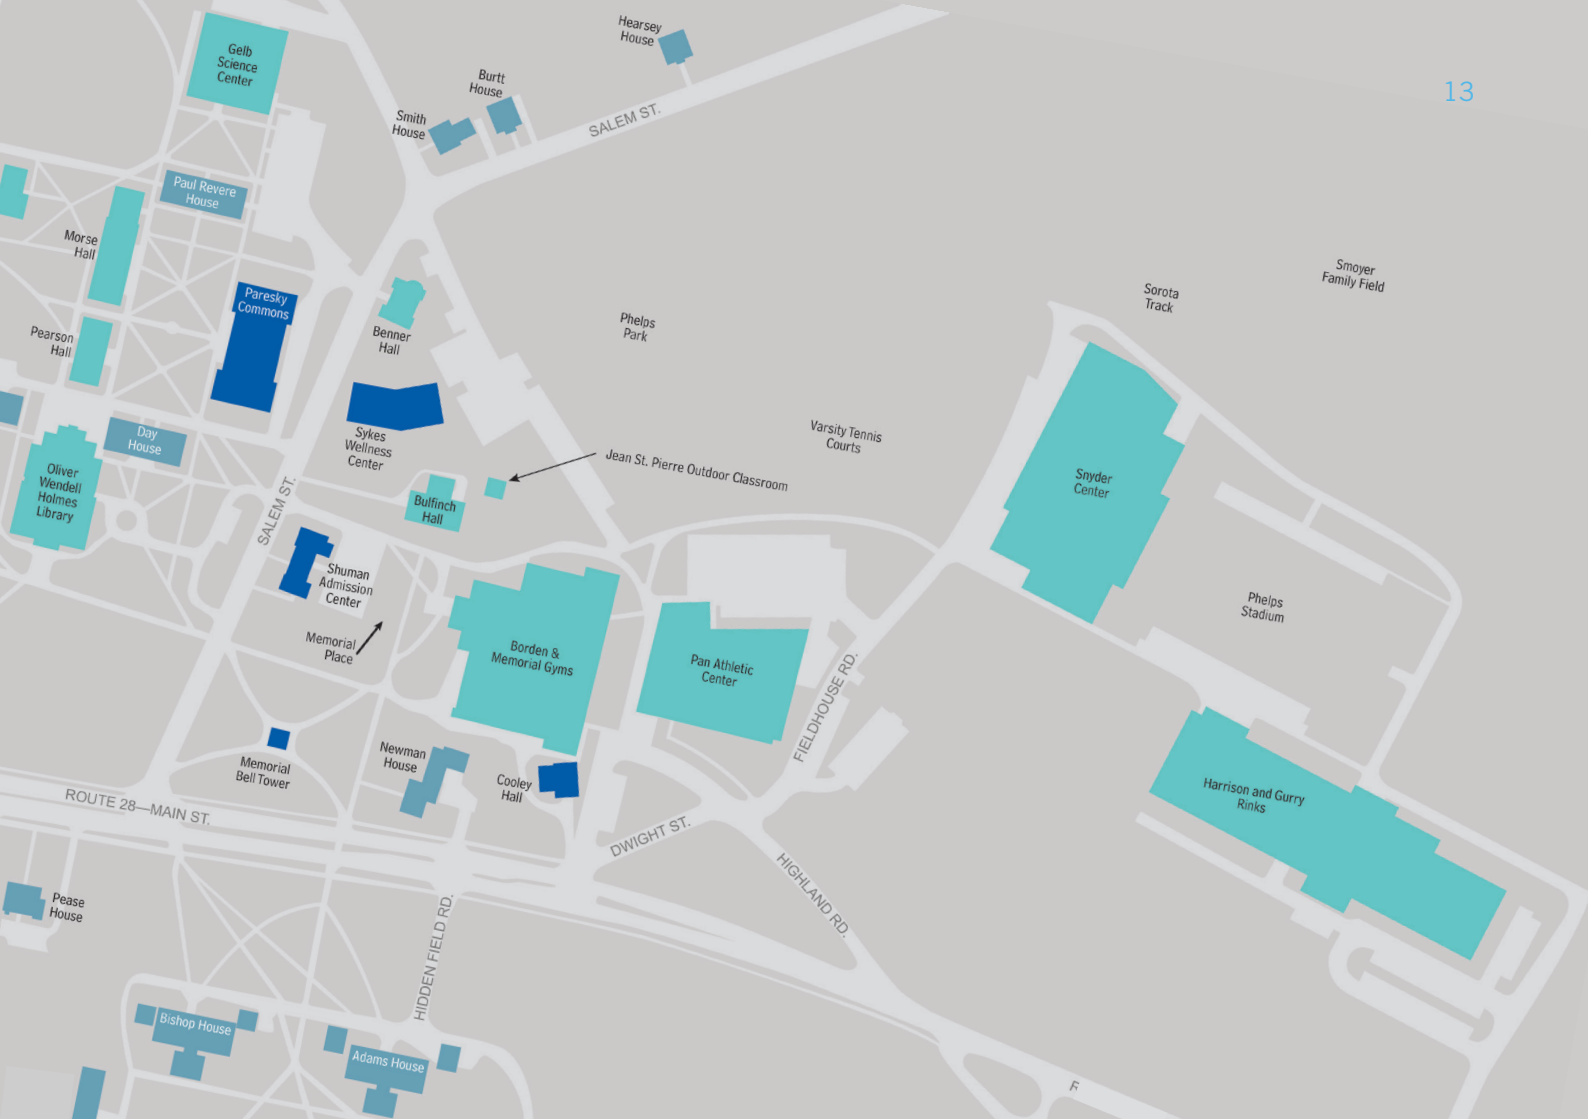 Hearsey
House
Gelb
Science
Center
13
Burtt
House
Smith
House
SALEM ST.
Paul Revere
House
Morse
Hall
Smoyer
Family Field
Sorota
Track
Paresky
Commons
Phelps
Park
Pearson
Hall
Benner
Hall
Varsity Tennis
Courts
Day
House
Sykes
Wellness
Center
Jean St. Pierre Outdoor Classroom
Snyder
Center
Oliver
Wendell
Holmes
Library
Bulfinch
Hall
SALEM ST.
Shuman
Admission
Center
Phelps
Stadium
Memorial
Place
Borden &
Memorial Gyms
Pan Athletic
Center
FIELDHOUSE RD.
Newman
House
Memorial
Bell Tower
Cooley
Hall
Harrison and Gurry
Rinks
ROUTE 28—MAIN ST.
DWIGHT ST.
HIGHLAND RD.
Pease
House
HIDDEN FIELD RD.
Bishop House
Adams House
F